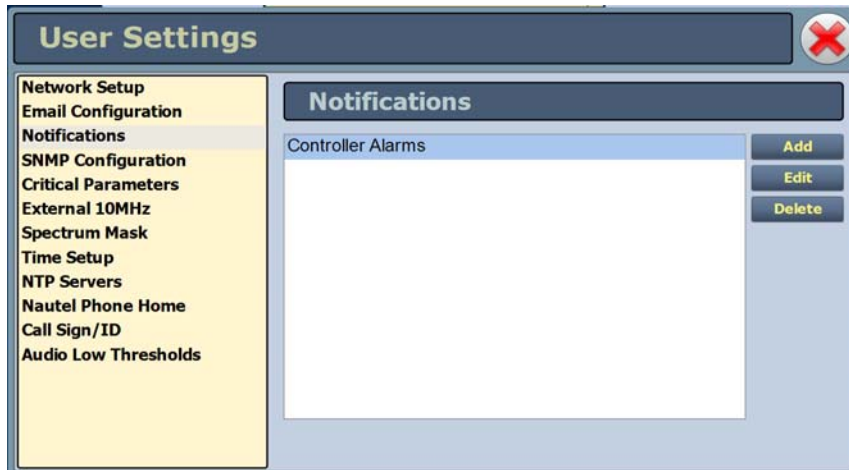 User Settings
Network Setup
Email Configuration
Notifications
SNMP Configuration
Critical Parameters
External 10MHz
Spectrum Mask
Time Setup
NTP Servers
Nautel Phone Home
Call Sign/ID
Audio Low Thresholds
Notifications
Controller Alarms
Add
Edit
Delete